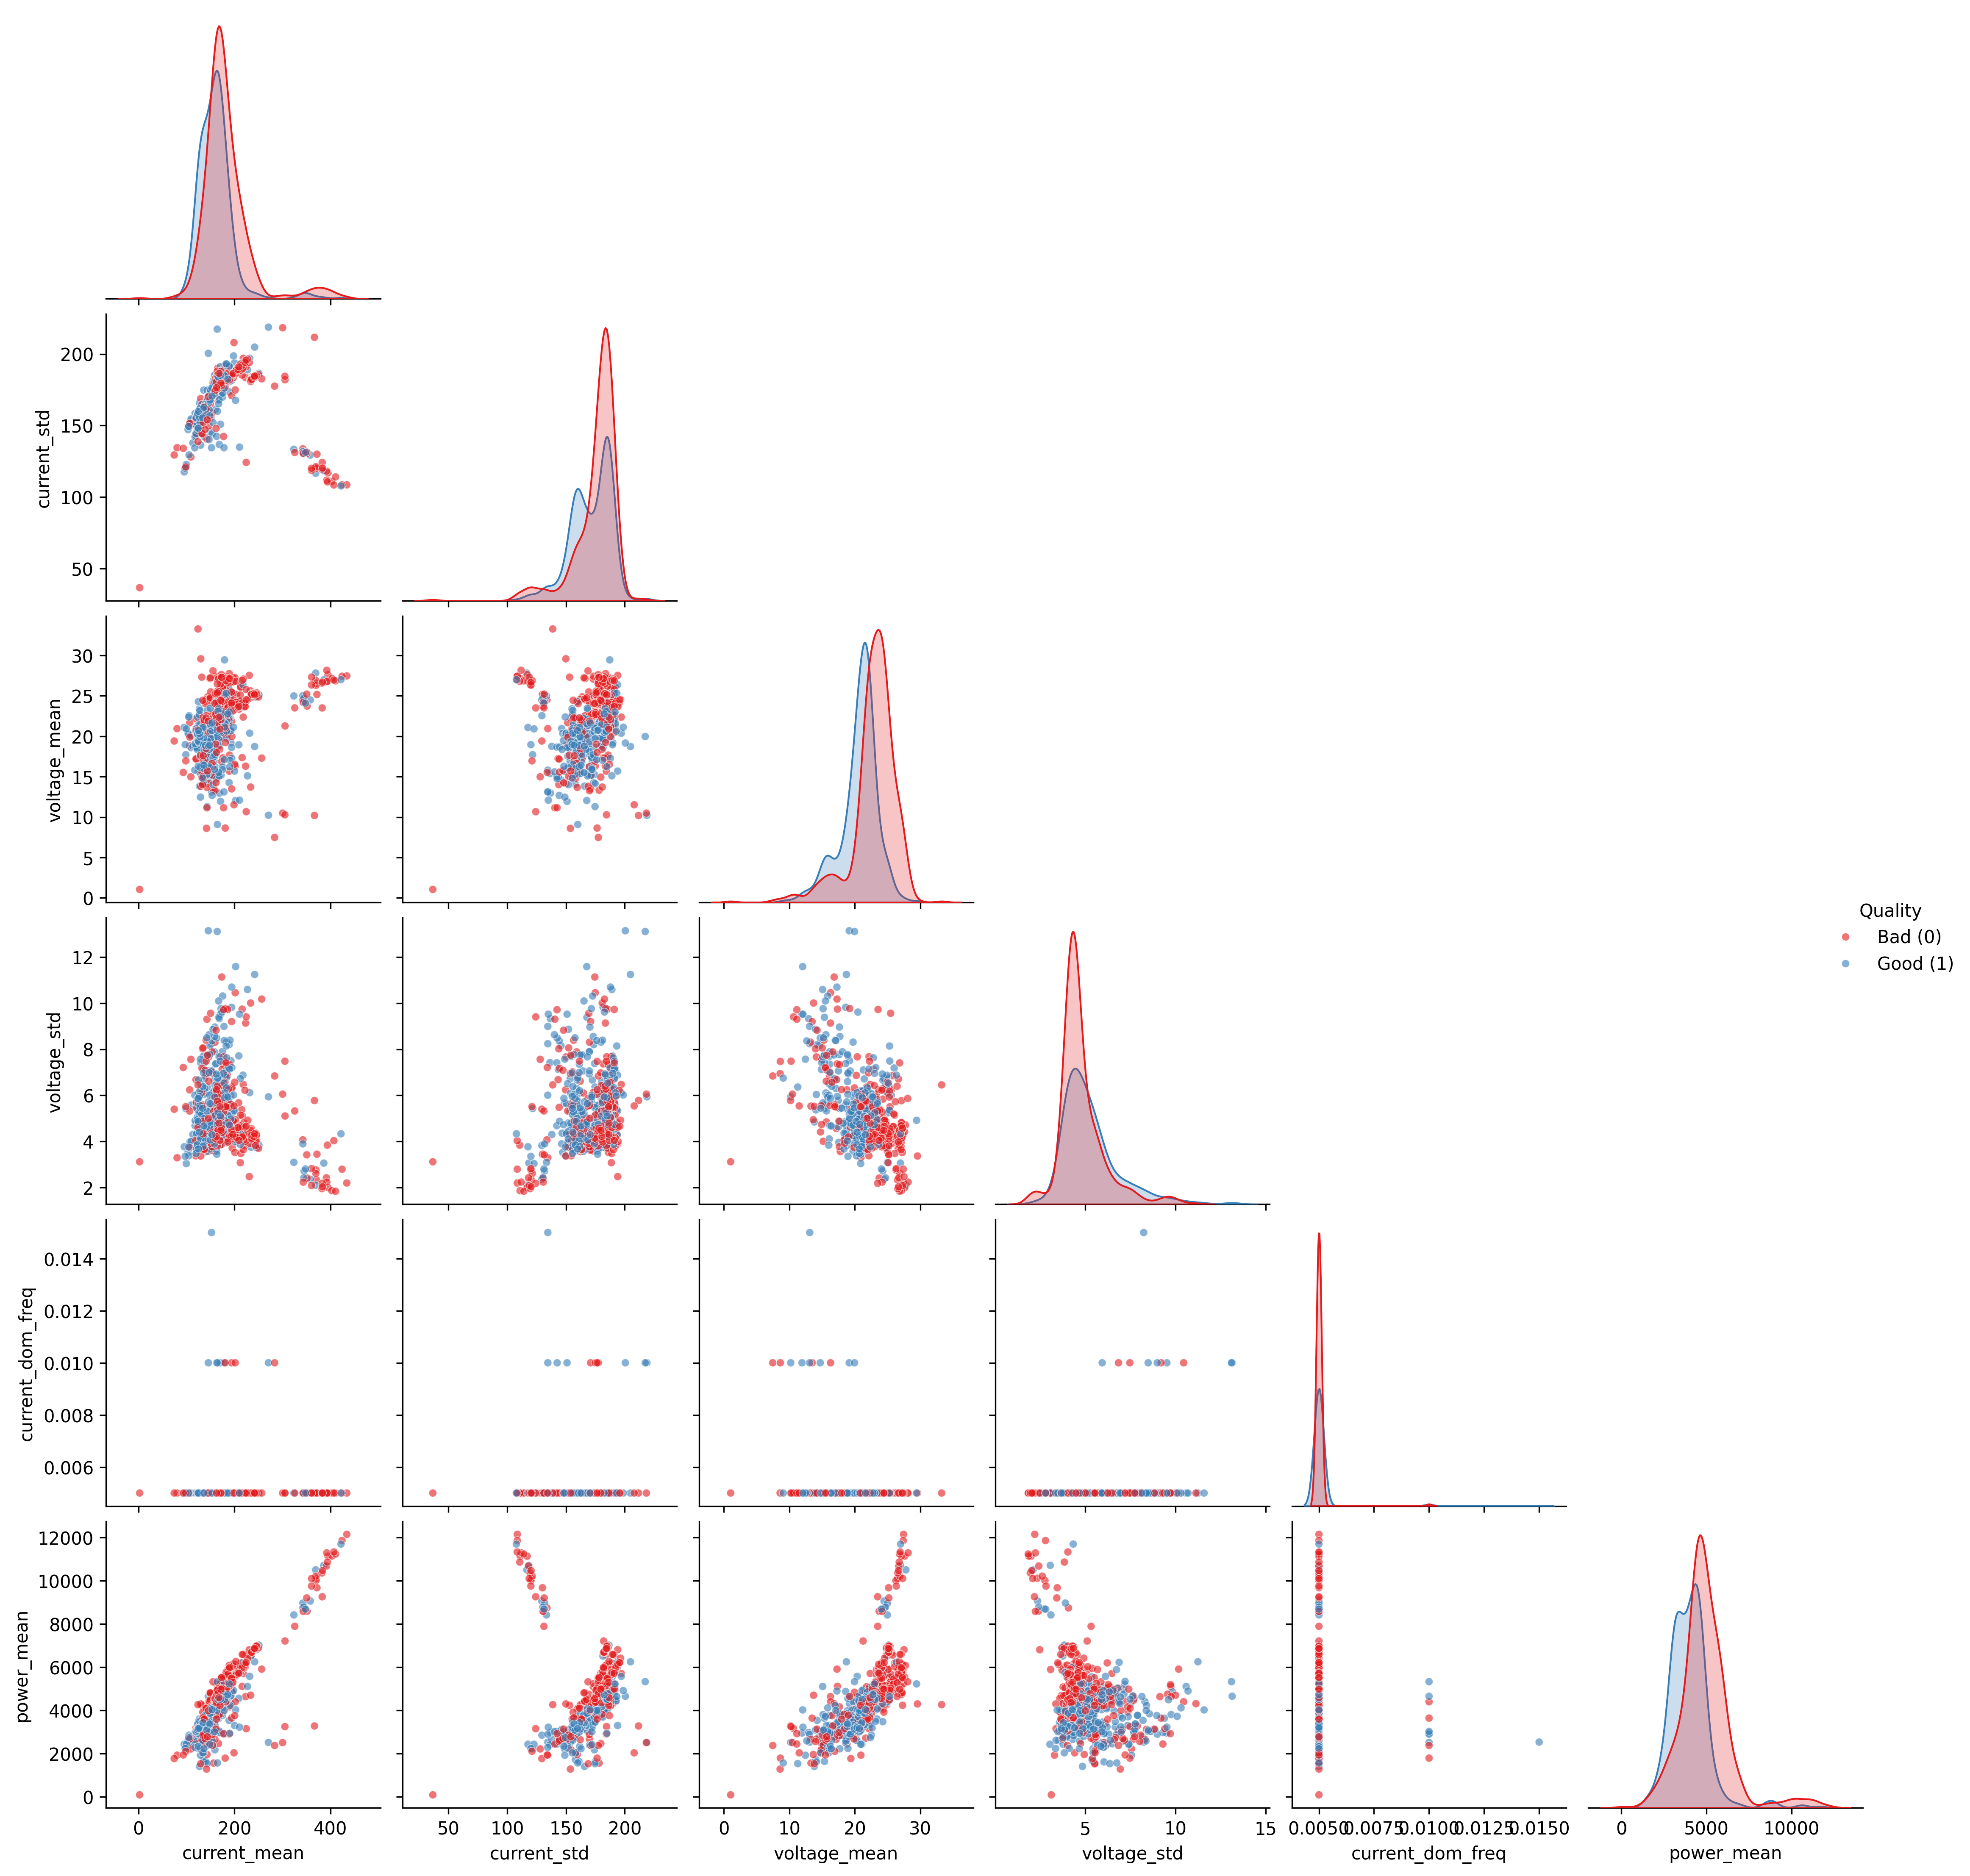 200
150
100
50
current_std
30
25
20
15
10
5
0
voltage_mean
Quality
Bad (0)
Good (1)
12
10
8
6
4
2
voltage_std
0.014
0.012
0.010
0.008
0.006
current_dom_freq
12000
10000
8000
6000
4000
2000
0
power_mean
0 200 400 50 100 150 200 0 10 20 30 5 10 15 0.0050 0.0075 0.0100 0.0125 0.0150 0 5000 10000
current_mean current_std voltage_mean voltage_std current_dom_freq power_mean